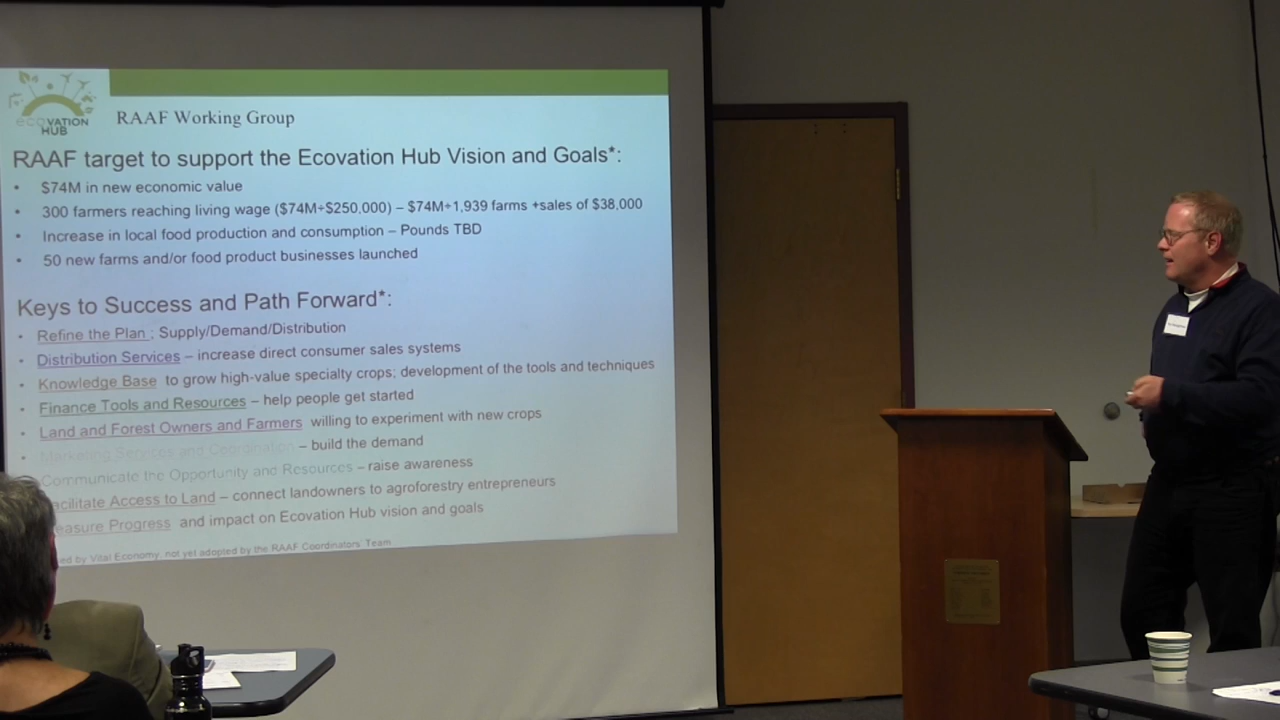 ecoVATION
HUB
RAAF Working Group
RAAF target to support the Ecovation Hub Vision and Goals*:
• $74M in new economic value
• 300 farmers reaching living wage ($74M÷$250,000) – $74M÷1,939 farms +sales of $38,000
• Increase in local food production and consumption – Pounds TBD
• 50 new farms and/or food product businesses launched
Keys to Success and Path Forward*:
• Refine the Plan ; Supply/Demand/Distribution
• Distribution Services – increase direct consumer sales systems
• Knowledge Base to grow high-value specialty crops; development of the tools and techniques
• Finance Tools and Resources – help people get started
• Land and Forest Owners and Farmers willing to experiment with new crops
• Marketing Services and Coordination – build the demand
Communicate the Opportunity and Resources – raise awareness
acilitate Access to Land – connect landowners to agroforestry entrepreneurs
easure Progress and impact on Ecovation Hub vision and goals
ed by Vital Economy, not yet adopted by the RAAF Coordinators' Team